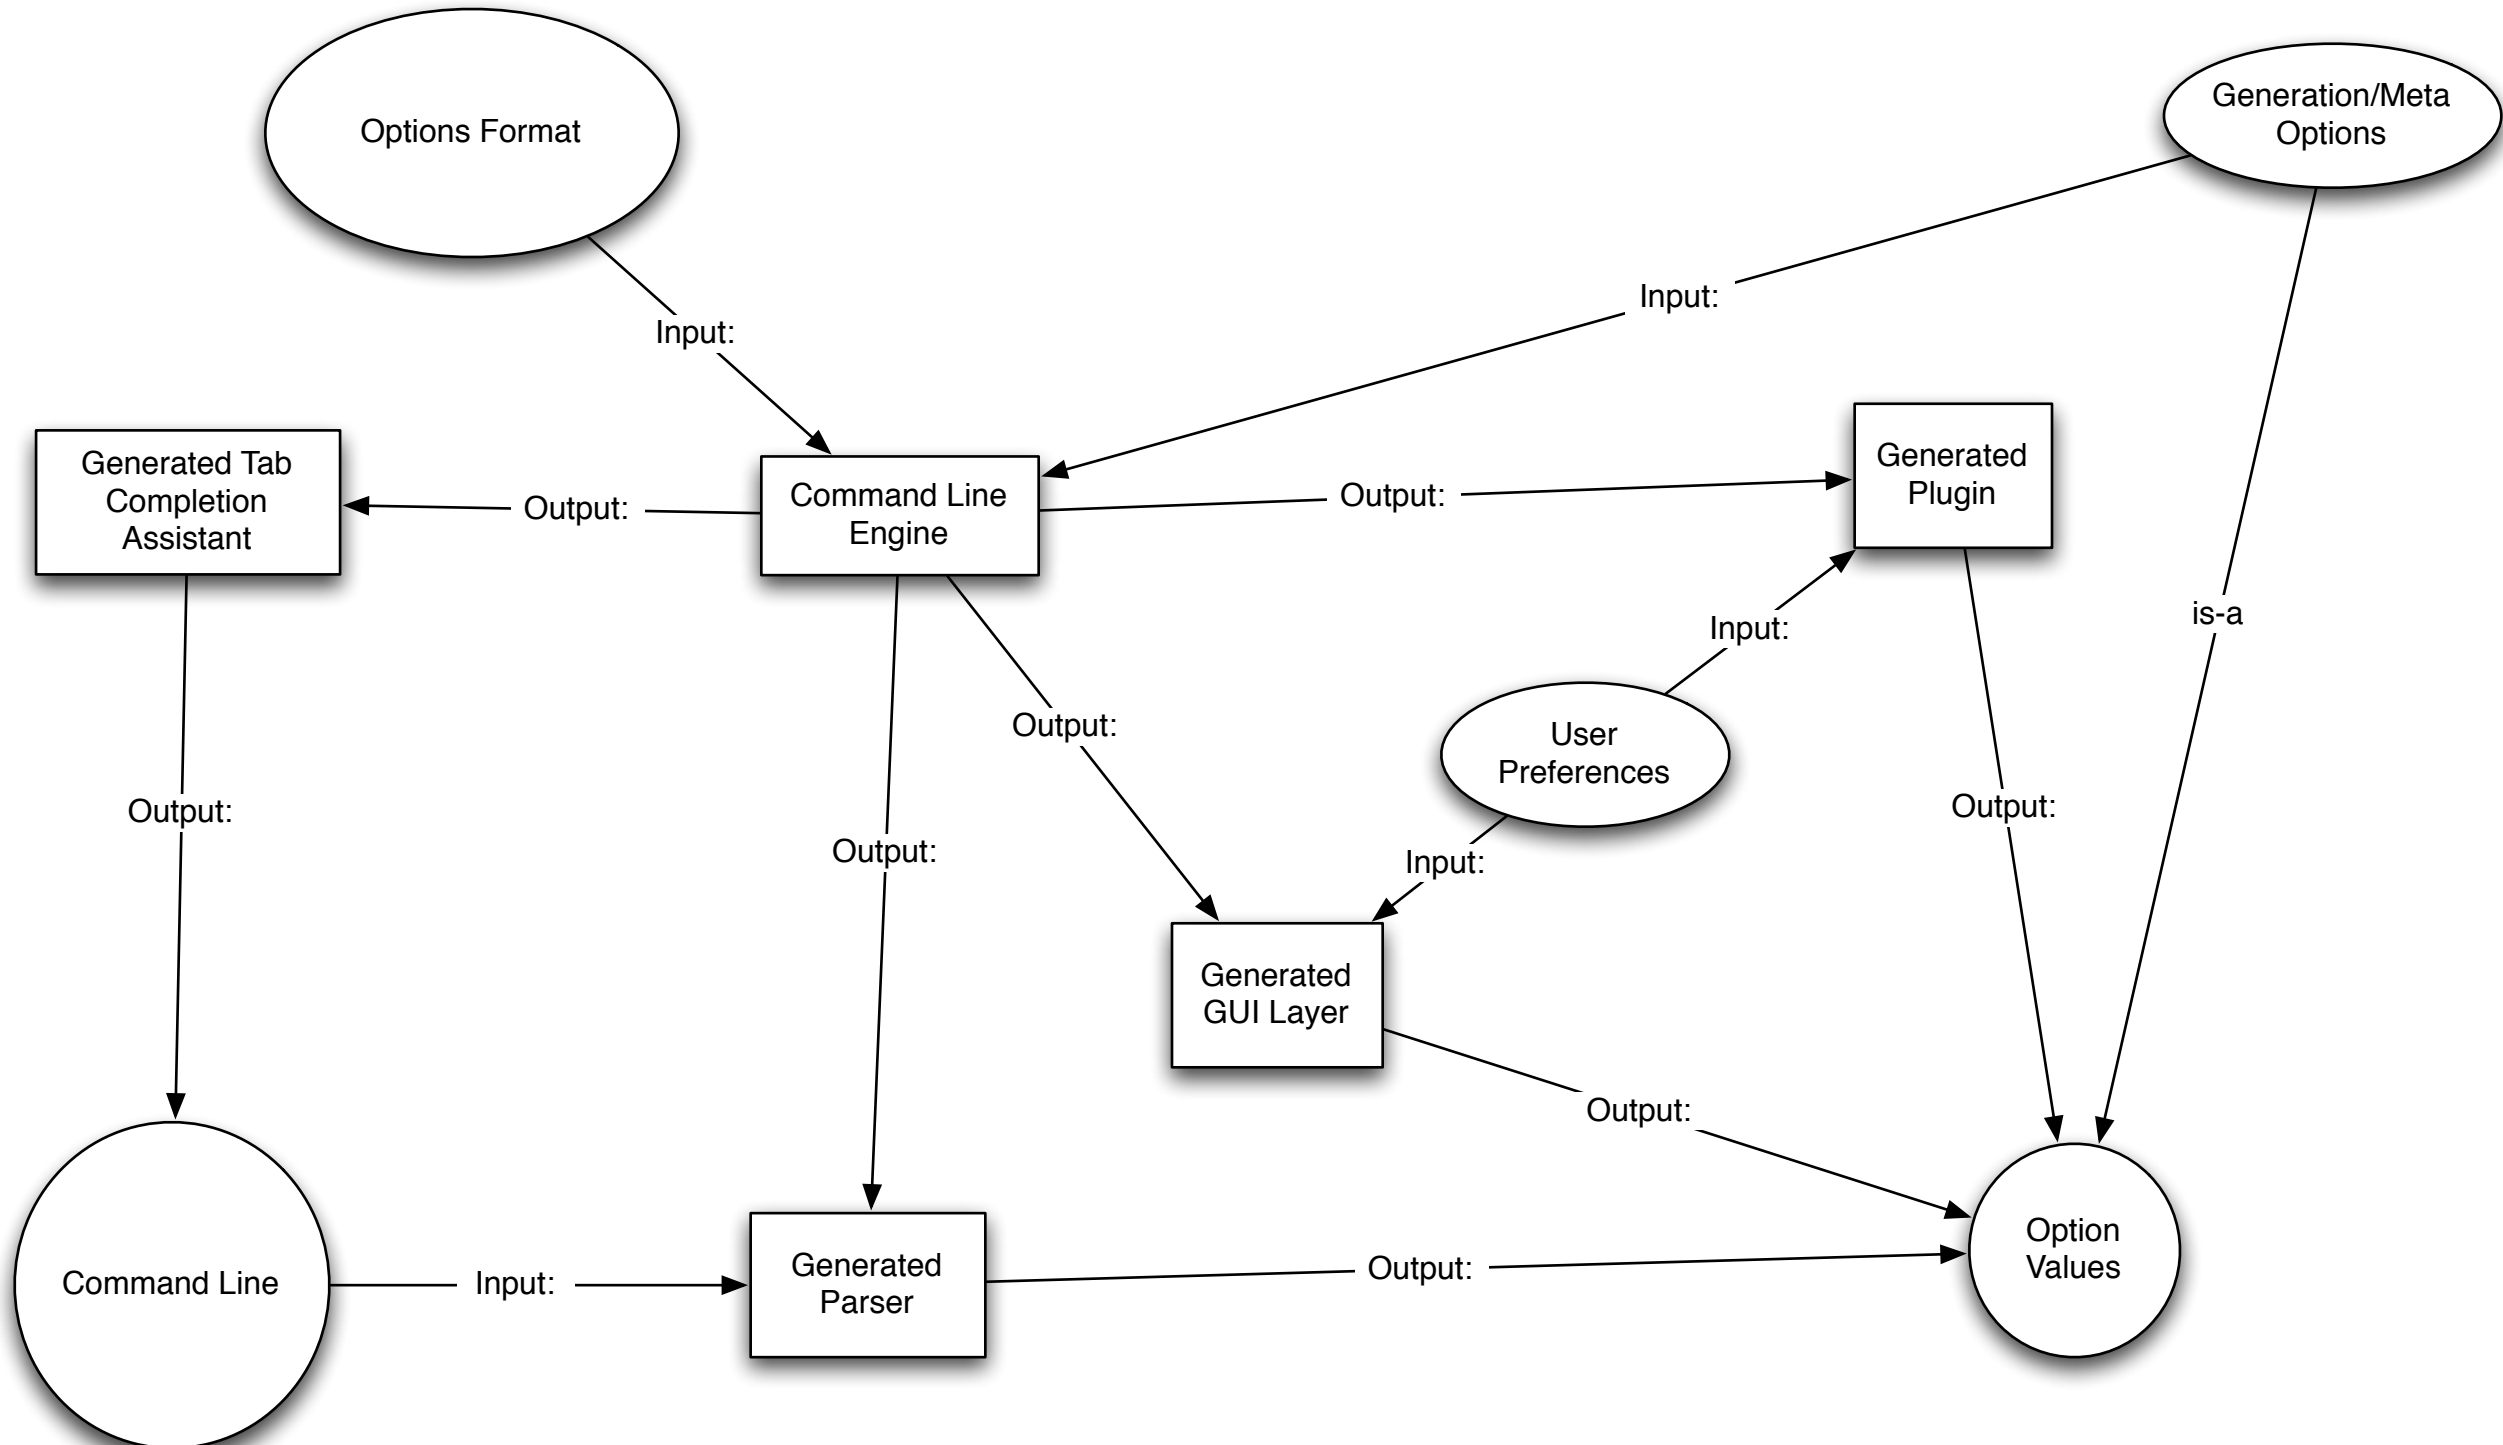 Options Format
Generation/Meta
Options
Input:
Input:
Generated Tab
Completion
Assistant
Output:
Command Line
Engine
Output:
Generated
Plugin
Input:
is-a
Output:
User
Preferences
Output:
Output:
Output:
Input:
Generated
GUI Layer
Output:
Command Line
Input:
Generated
Parser
Output:
Option
Values